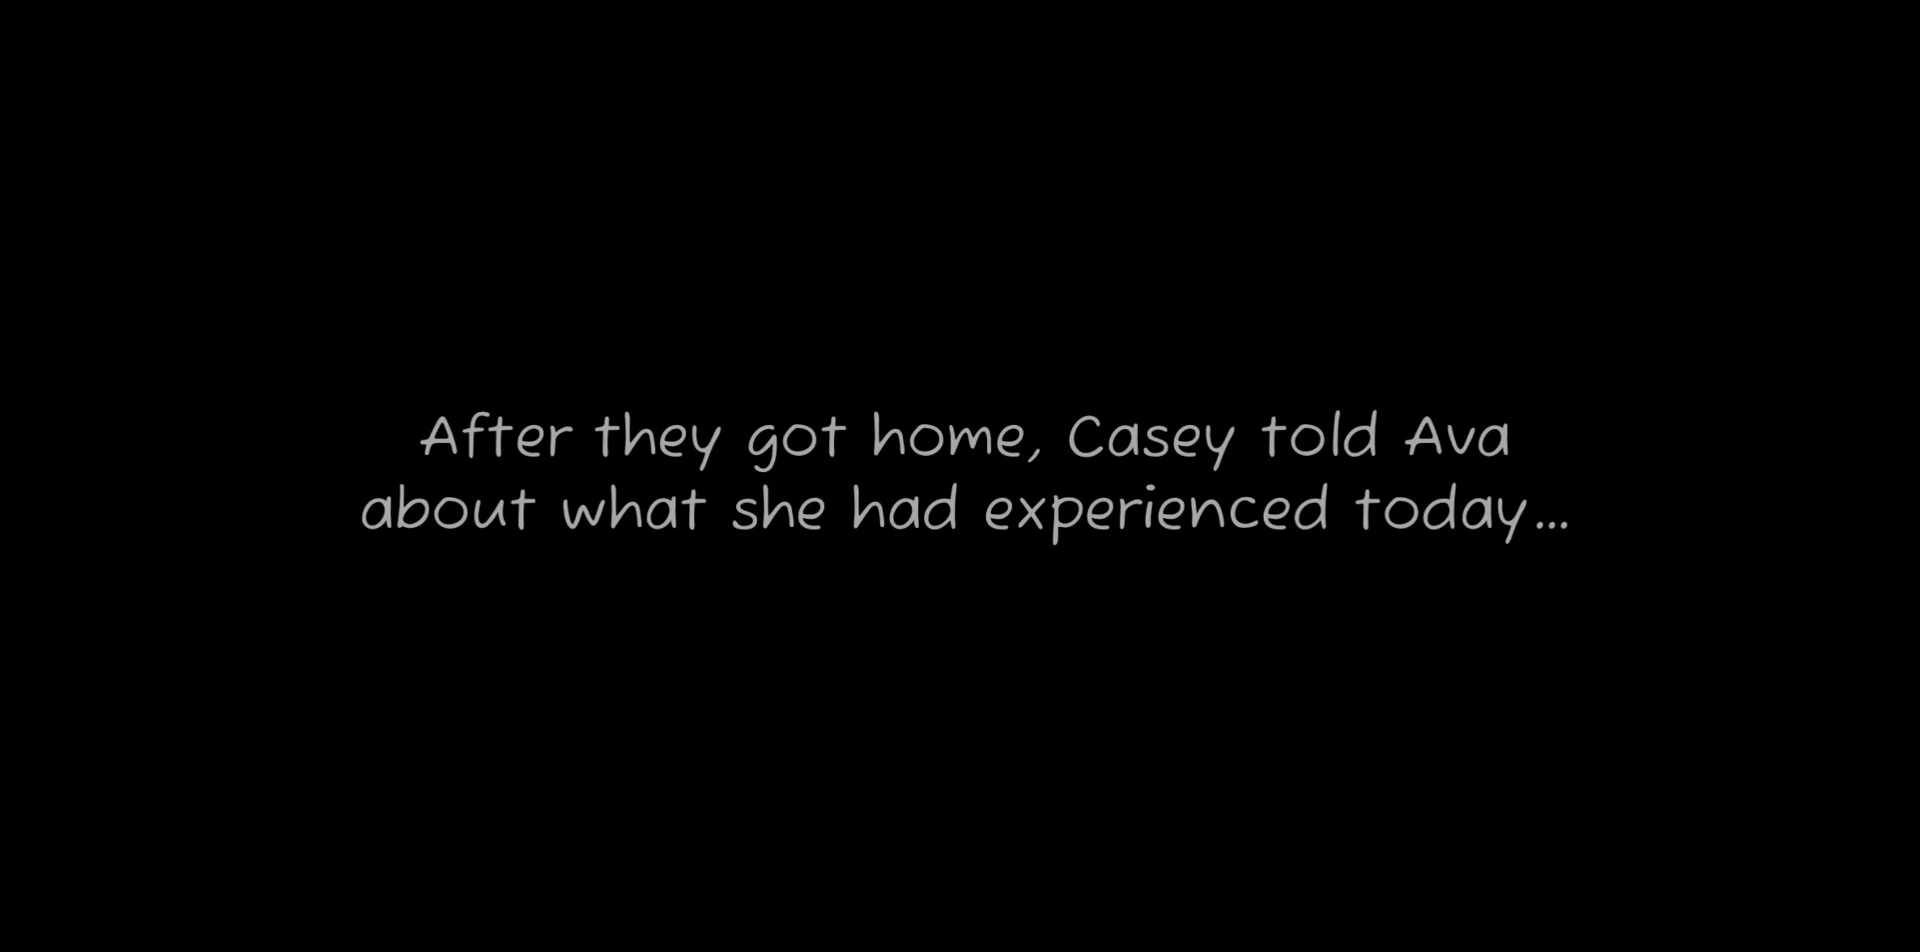 After they got home, Casey told Ava
about what she had experienced today...